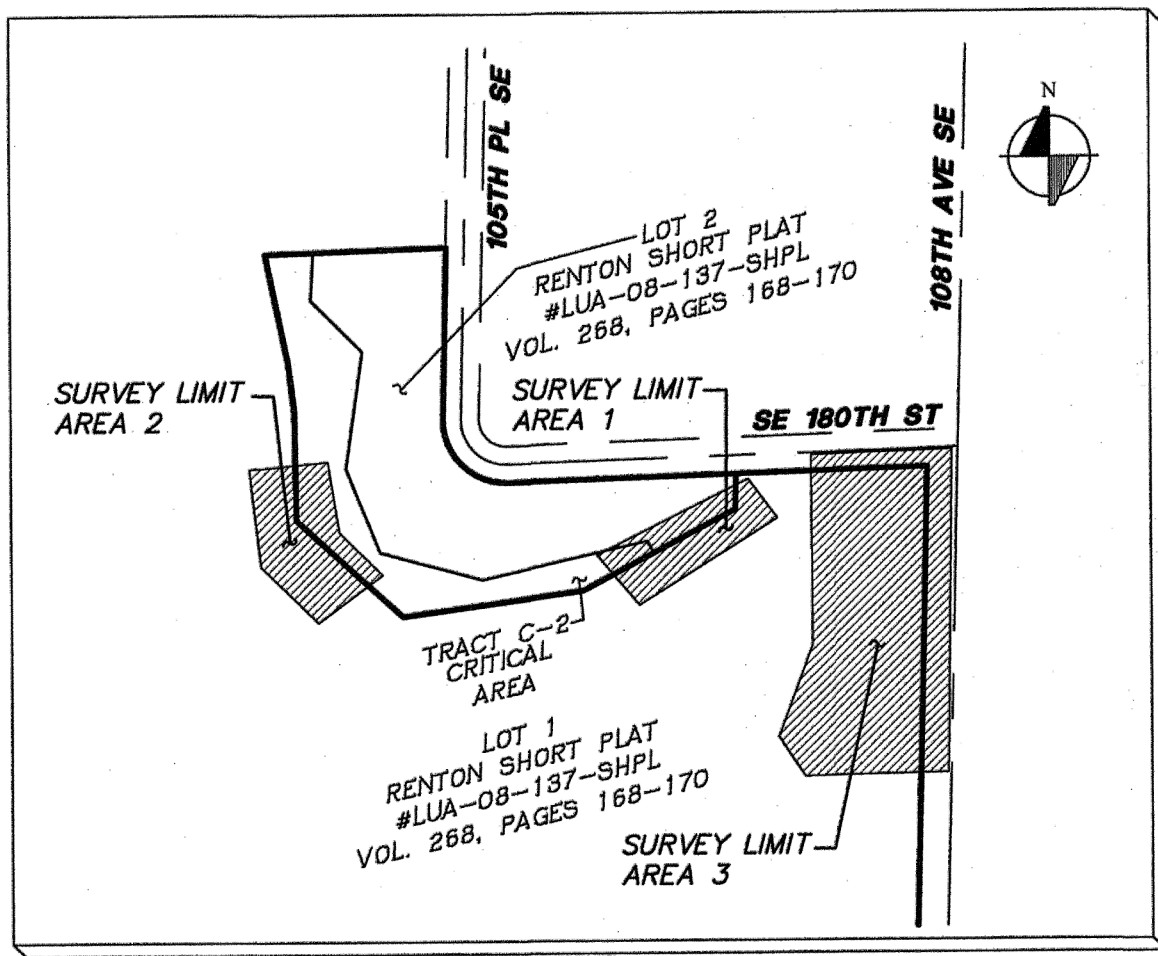 105TH PL SE
N
108TH AVE SE
LOT 2
RENTON SHORT PLAT
#LUA-08-137-SHPL
VOL. 268, PAGES 168-170
SURVEY LIMIT
AREA 2
SURVEY LIMIT
AREA 1
SE 180TH ST
TRACT C-2
CRITICAL
AREA
LOT 1
RENTON SHORT PLAT
#LUA-08-137-SHPL
VOL. 268, PAGES 168-170
SURVEY LIMIT
AREA 3